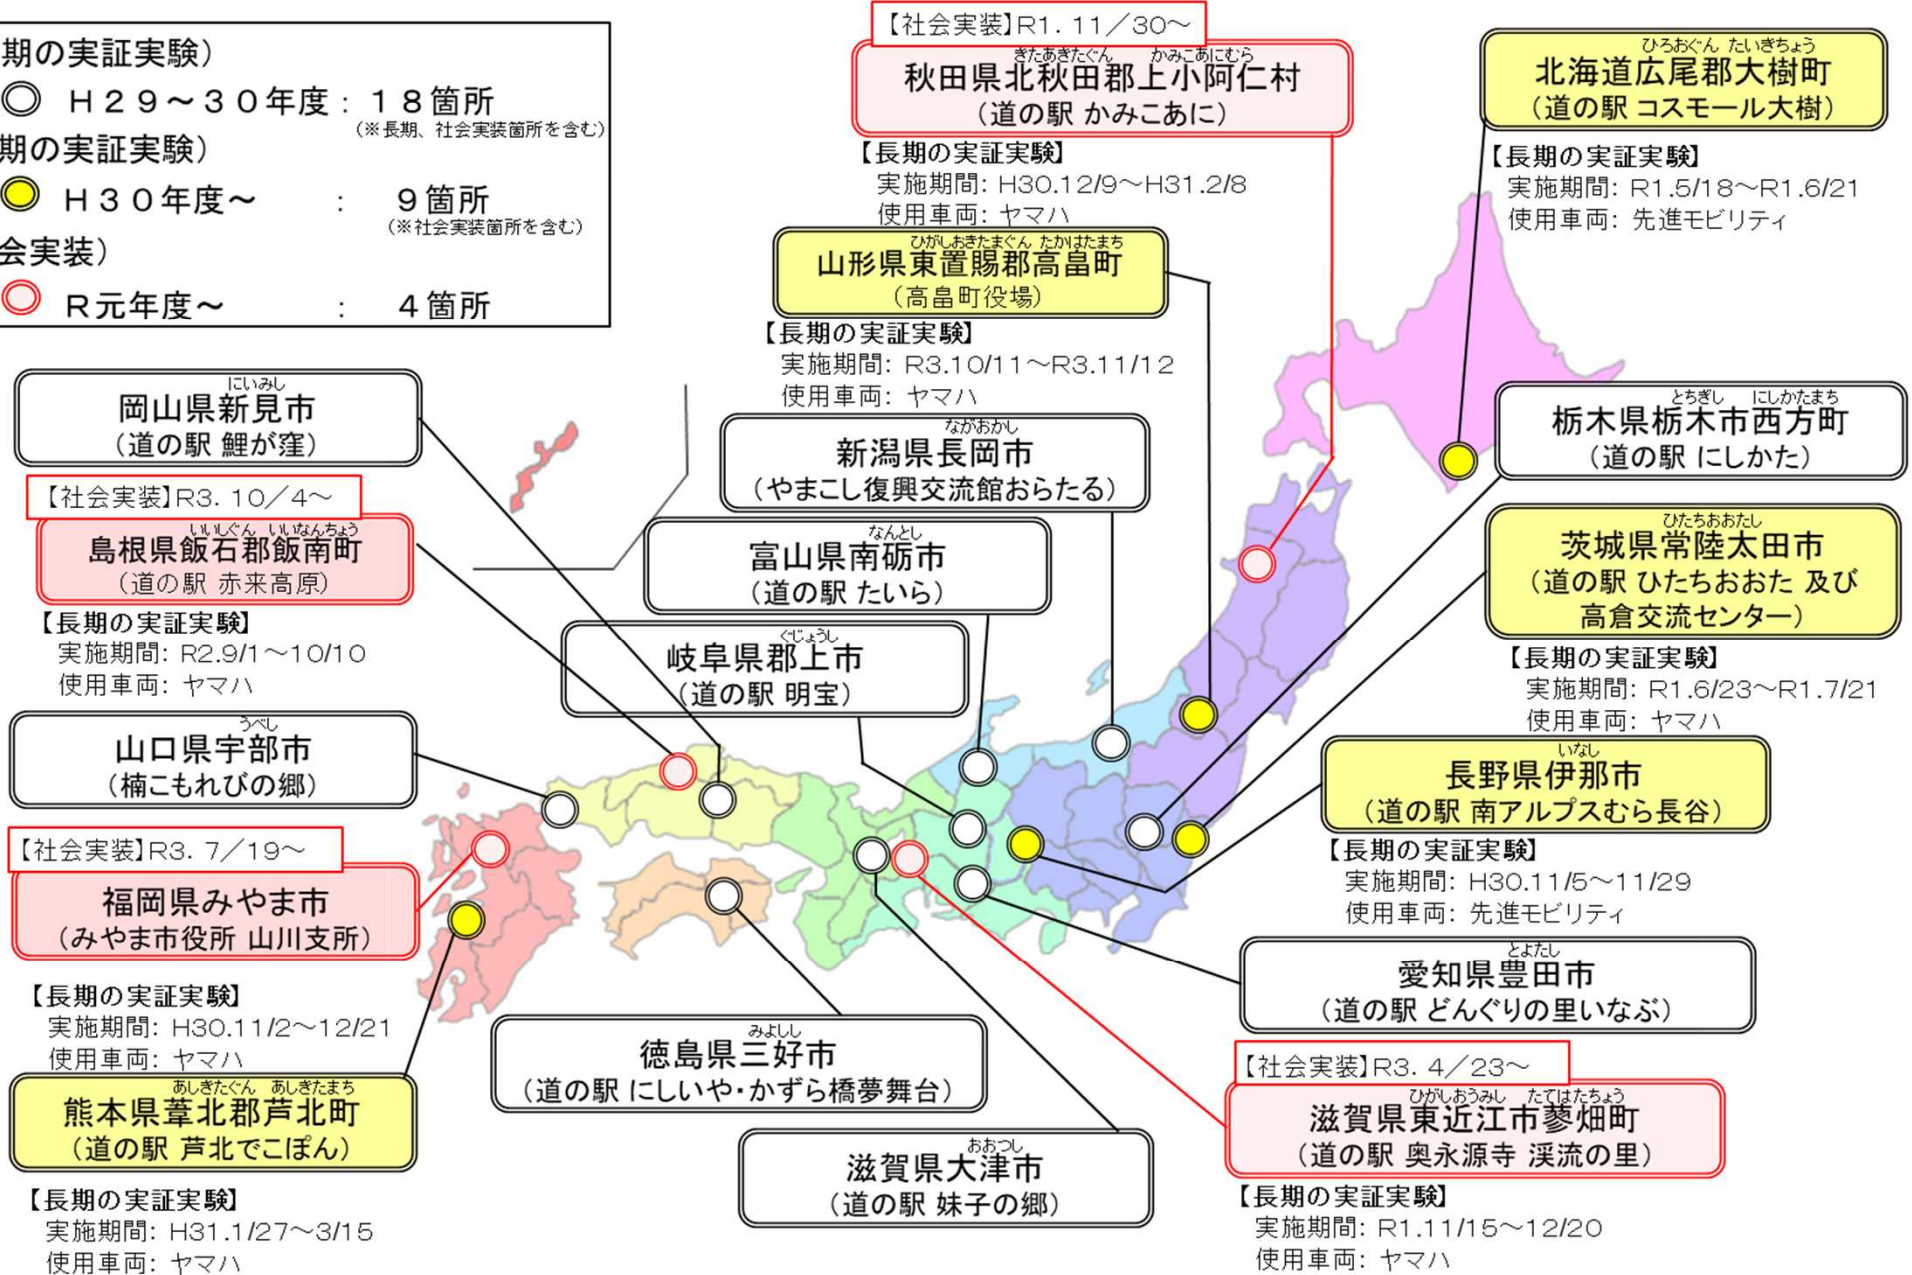 期の実証実験）
Ｈ２９～３０年度： １８箇所
（※長期、社会実装箇所を含む）
期の実証実験）
Ｈ３０年度～ ： ９箇所
（※社会実装箇所を含む）
会実装）
Ｒ元年度～ ： ４箇所
【社会実装】R1. 11／30～
きたあきたぐん かみこあにむら
秋田県北秋田郡上小阿仁村
（道の駅 かみこあに）
【長期の実証実験】
実施期間: H30.12/9～H31.2/8
使用車両: ヤマハ
ひろおぐん たいきちょう
北海道広尾郡大樹町
（道の駅 コスモール大樹）
【長期の実証実験】
実施期間: R1.5/18～R1.6/21
使用車両: 先進モビリティ
ひがしおきたまぐん たかはたまち
山形県東置賜郡高畠町
（高畠町役場）
【長期の実証実験】
実施期間: R3.10/11～R3.11/12
使用車両: ヤマハ
にいみし
岡山県新見市
（道の駅 鯉が窪）
ながおかし
新潟県長岡市
（やまこし復興交流館おらたる）
とちぎし にしかたまち
栃木県栃木市西方町
（道の駅 にしかた）
【社会実装】R3. 10／4～
いいしぐん いいなんちょう
島根県飯石郡飯南町
（道の駅 赤来高原）
【長期の実証実験】
実施期間: R2.9/1～10/10
使用車両: ヤマハ
なんとし
富山県南砺市
（道の駅 たいら）
ひたちおおたし
茨城県常陸太田市
（道の駅 ひたちおおた 及び
高倉交流センター）
【長期の実証実験】
実施期間: R1.6/23～R1.7/21
使用車両: ヤマハ
ぐじょうし
岐阜県郡上市
（道の駅 明宝）
うべし
山口県宇部市
（楠こもれびの郷）
いなし
長野県伊那市
（道の駅 南アルプスむら長谷）
【長期の実証実験】
実施期間: H30.11/5～11/29
使用車両: 先進モビリティ
【社会実装】R3. 7／19～
福岡県みやま市
（みやま市役所 山川支所）
【長期の実証実験】
実施期間: H30.11/2～12/21
使用車両: ヤマハ
とよたし
愛知県豊田市
（道の駅 どんぐりの里いなぶ）
みよしし
徳島県三好市
（道の駅 にしいや・かずら橋夢舞台）
【社会実装】R3. 4／23～
ひがしおうみし たてはたちょう
滋賀県東近江市蓼畑町
（道の駅 奥永源寺 渓流の里）
【長期の実証実験】
実施期間: R1.11/15～12/20
使用車両: ヤマハ
あしきたぐん あしきたまち
熊本県葦北郡芦北町
（道の駅 芦北でこぽん）
【長期の実証実験】
実施期間: H31.1/27～3/15
使用車両: ヤマハ
おおつし
滋賀県大津市
（道の駅 妹子の郷）